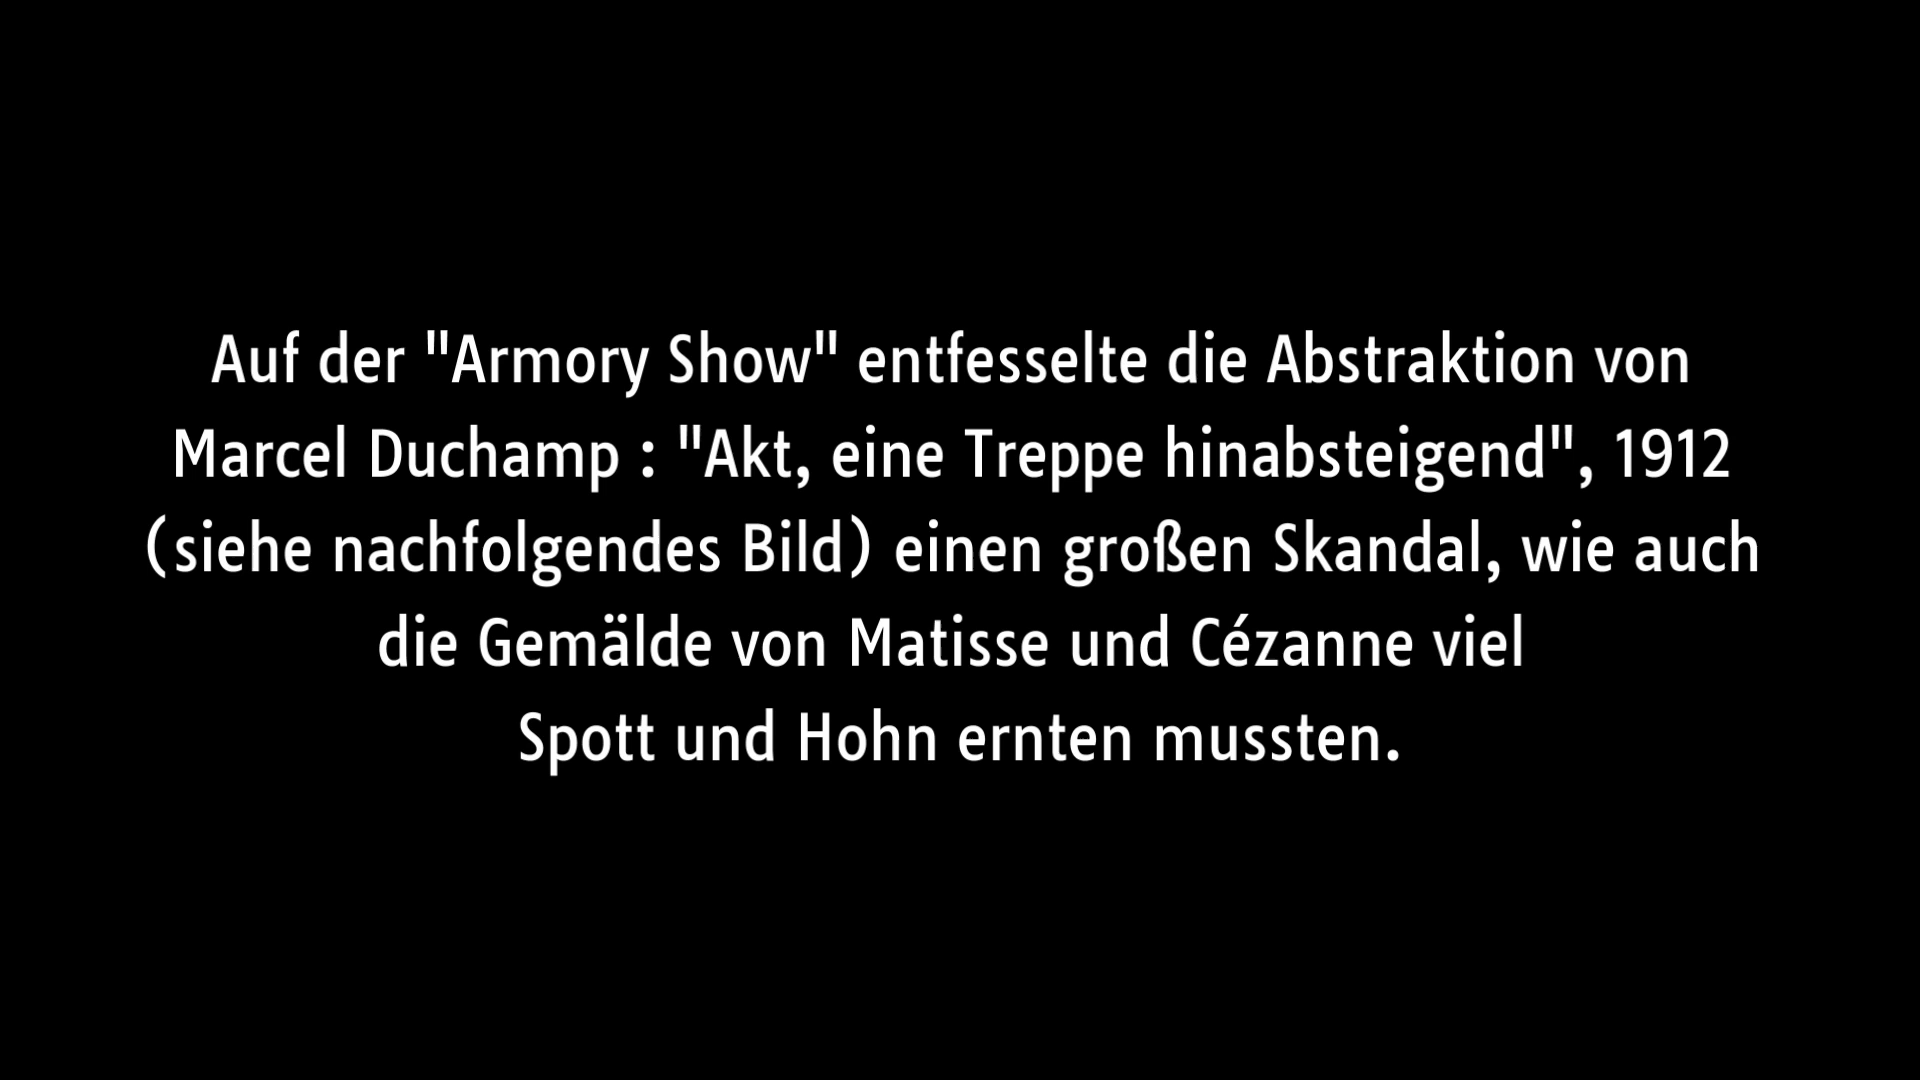 Auf der "Armory Show" entfesselte die Abstraktion von
Marcel Duchamp : "Akt, eine Treppe hinabsteigend", 1912
(siehe nachfolgendes Bild) einen großen Skandal, wie auch
die Gemälde von Matisse und Cézanne viel
Spott und Hohn ernten mussten.